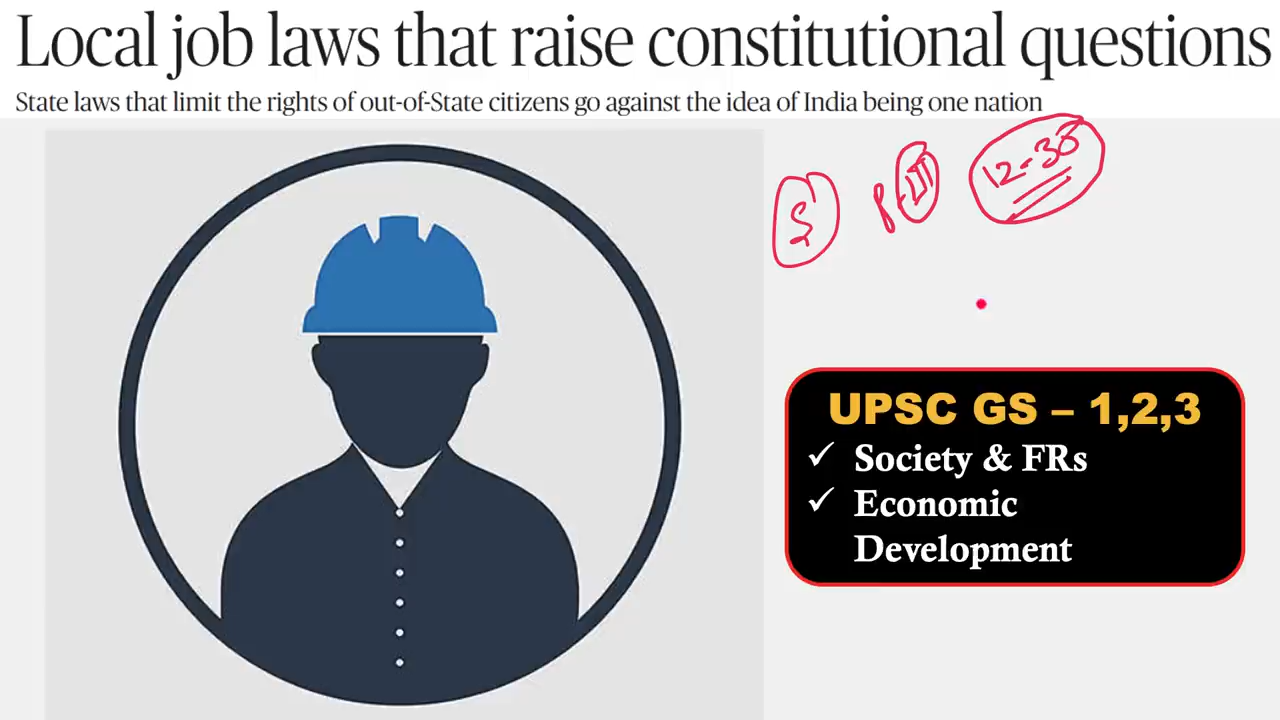 Local job laws that raise constitutional questions
State laws that limit the rights of out-of-State citizens go against the idea of India being one nation
12-35
UPSC GS – 1,2,3
✓ Society & FRs
✓ Economic
Development